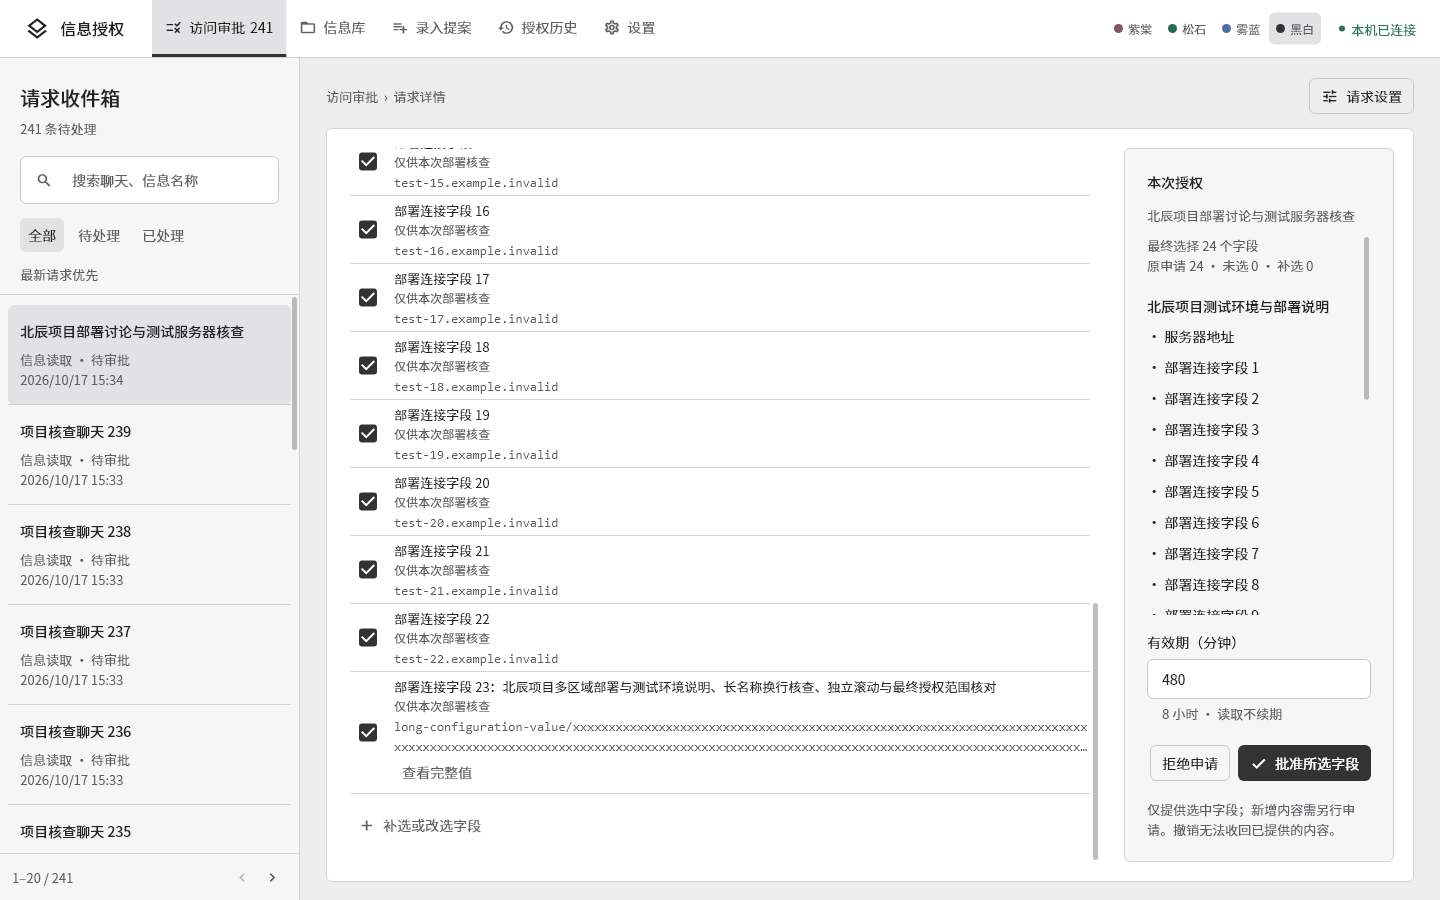 信息授权
访问审批 241
信息库
录入提案
授权历史
设置
紫棠
松石
雾蓝
黑白
本机已连接
请求收件箱
241 条待处理
搜索聊天、信息名称
全部
待处理
已处理
最新请求优先
北辰项目部署讨论与测试服务器核查
信息读取 · 待审批
2026/10/17 15:34
项目核查聊天 239
信息读取 · 待审批
2026/10/17 15:33
项目核查聊天 238
信息读取 · 待审批
2026/10/17 15:33
项目核查聊天 237
信息读取 · 待审批
2026/10/17 15:33
项目核查聊天 236
信息读取 · 待审批
2026/10/17 15:33
项目核查聊天 235
1–20 / 241
访问审批 › 请求详情
请求设置
仅供本次部署核查
test-15.example.invalid
部署连接字段 16
仅供本次部署核查
test-16.example.invalid
部署连接字段 17
仅供本次部署核查
test-17.example.invalid
部署连接字段 18
仅供本次部署核查
test-18.example.invalid
部署连接字段 19
仅供本次部署核查
test-19.example.invalid
部署连接字段 20
仅供本次部署核查
test-20.example.invalid
部署连接字段 21
仅供本次部署核查
test-21.example.invalid
部署连接字段 22
仅供本次部署核查
test-22.example.invalid
部署连接字段 23：北辰项目多区域部署与测试环境说明、长名称换行核查、独立滚动与最终授权范围核对
仅供本次部署核查
long-configuration-value/xxxxxxxxxxxxxxxxxxxxxxxxxxxxxxxxxxxxxxxxxxxxxxxxxxxxxxxxxxxxxxxxxxxxxxxx
xxxxxxxxxxxxxxxxxxxxxxxxxxxxxxxxxxxxxxxxxxxxxxxxxxxxxxxxxxxxxxxxxxxxxxxxxxxxxxxxxxxxxxxxxxxxxxxx…
查看完整值
补选或改选字段
本次授权
北辰项目部署讨论与测试服务器核查
最终选择 24 个字段
原申请 24 · 未选 0 · 补选 0
北辰项目测试环境与部署说明
· 服务器地址
· 部署连接字段 1
· 部署连接字段 2
· 部署连接字段 3
· 部署连接字段 4
· 部署连接字段 5
· 部署连接字段 6
· 部署连接字段 7
· 部署连接字段 8
· 部署连接字段 9
有效期（分钟）
480
8 小时 · 读取不续期
拒绝申请
批准所选字段
仅提供选中字段；新增内容需另行申
请。撤销无法收回已提供的内容。